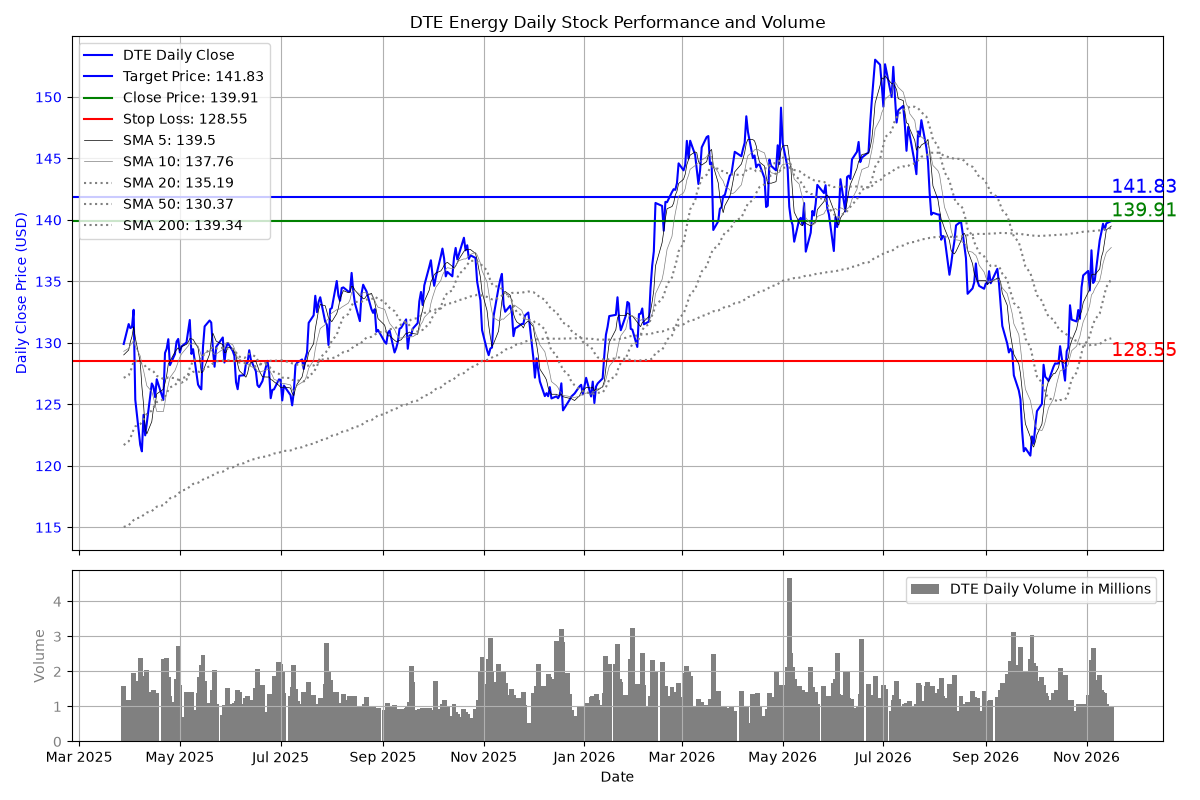 DTE Energy Daily Stock Performance and Volume
DTE Daily Close
Target Price: 141.83
Close Price: 139.91
Stop Loss: 128.55
SMA 5: 139.5
SMA 10: 137.76
SMA 20: 135.19
SMA 50: 130.37
SMA 200: 139.34
150
145
140
135
130
125
120
115
Daily Close Price (USD)
141.83
139.91
128.55
DTE Daily Volume in Millions
4
3
2
1
0
Volume
Mar 2025 May 2025 Jul 2025 Sep 2025 Nov 2025 Jan 2026 Mar 2026 May 2026 Jul 2026 Sep 2026 Nov 2026
Date